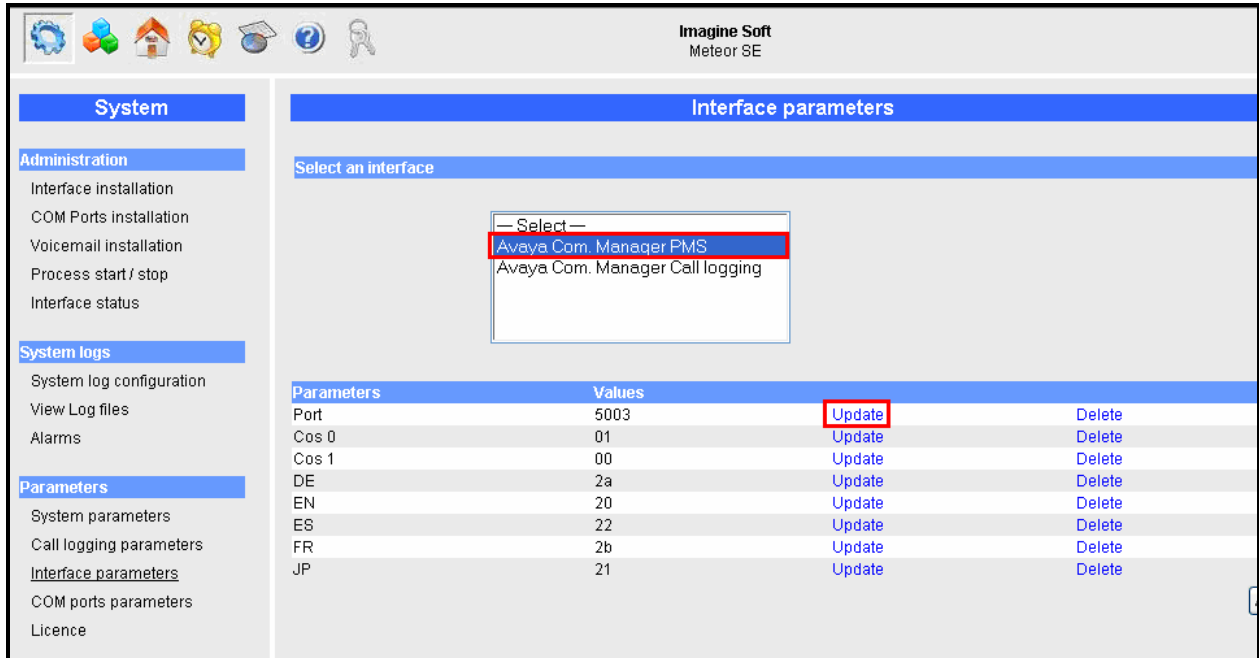 Imagine Soft
Meteor SE
System
Administration
Interface installation
COM Ports installation
Voicemail installation
Process start / stop
Interface status
System logs
System log configuration
View Log files
Alarms
Parameters
System parameters
Call logging parameters
Interface parameters
COM ports parameters
Licence
Interface parameters
Select an interface
— Select —
Avaya Com. Manager PMS
Avaya Com. Manager Call logging
Parameters Values
Port 5003 Update Delete
Cos 0 01 Update Delete
Cos 1 00 Update Delete
DE 2a Update Delete
EN 20 Update Delete
ES 22 Update Delete
FR 2b Update Delete
JP 21 Update Delete